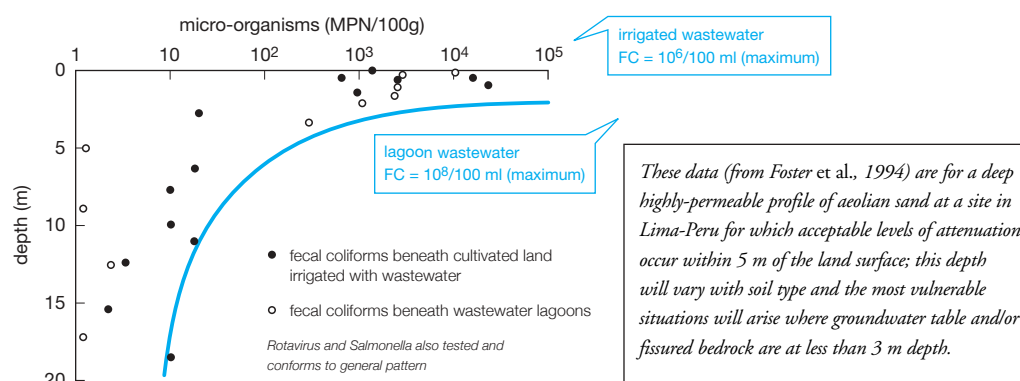 micro-organisms (MPN/100g)
1 10 10² 10³ 10⁴ 10⁵
irrigated wastewater
FC = 10⁶/100 ml (maximum)
0
5
10
15
20
depth (m)
lagoon wastewater
FC = 10⁸/100 ml (maximum)
fecal coliforms beneath cultivated land
irrigated with wastewater
fecal coliforms beneath wastewater lagoons
Rotavirus and Salmonella also tested and
conforms to general pattern
These data (from Foster et al., 1994) are for a deep
highly-permeable profile of aeolian sand at a site in
Lima-Peru for which acceptable levels of attenuation
occur within 5 m of the land surface; this depth
will vary with soil type and the most vulnerable
situations will arise where groundwater table and/or
fissured bedrock are at less than 3 m depth.